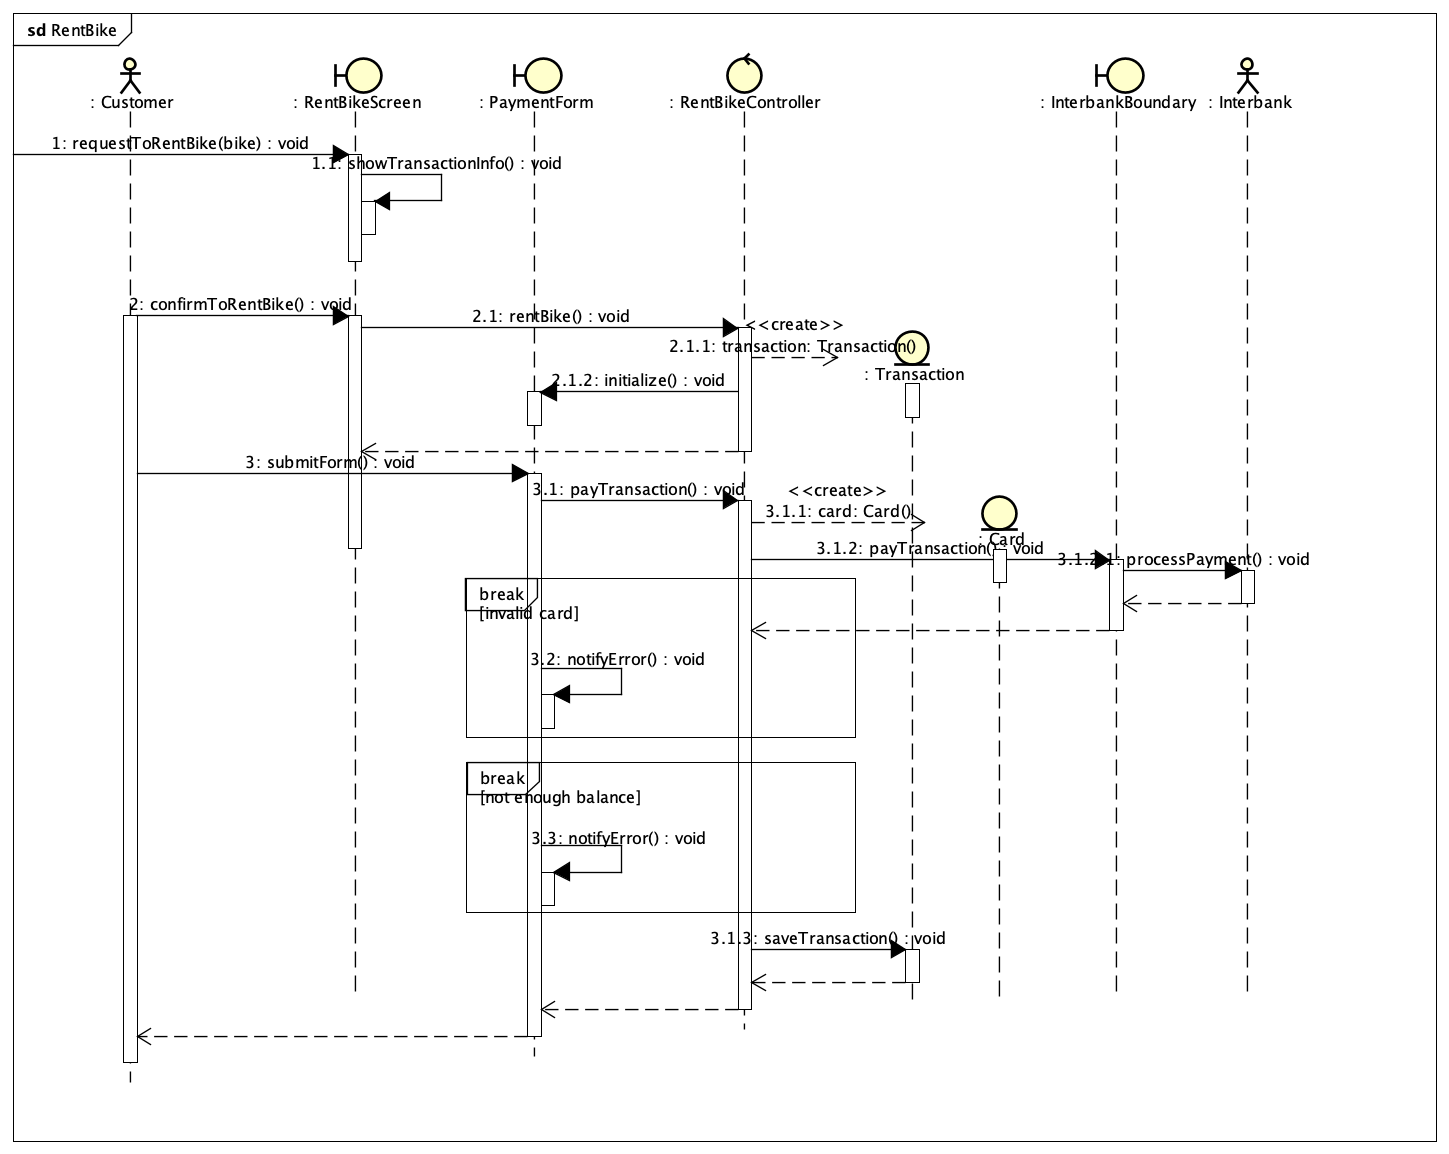 sd RentBike
: Customer
: RentBikeScreen
: PaymentForm
: RentBikeController
: InterbankBoundary
: Interbank
1: requestToRentBike(bike) : void
1.1: showTransactionInfo() : void
2: confirmToRentBike() : void
2.1: rentBike() : void
<<create>>
2.1.1: transaction: Transaction()
: Transaction
2.1.2: initialize() : void
3: submitForm() : void
3.1: payTransaction() : void
<<create>>
3.1.1: card: Card()
: Card
3.1.2: payTransaction() : void
3.1.2.1: processPayment() : void
break
[invalid card]
3.2: notifyError() : void
break
[not enough balance]
3.3: notifyError() : void
3.1.3: saveTransaction() : void